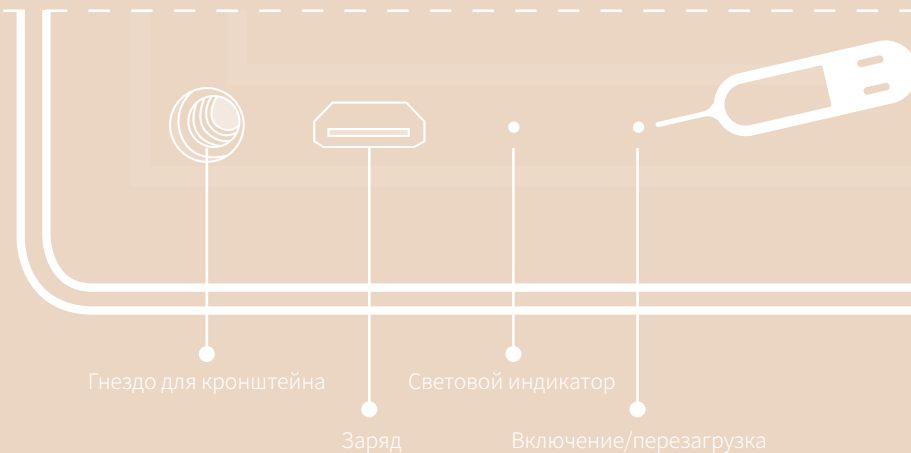 Гнездо для кронштейна
Световой индикатор
Заряд
Включение/перезагрузка